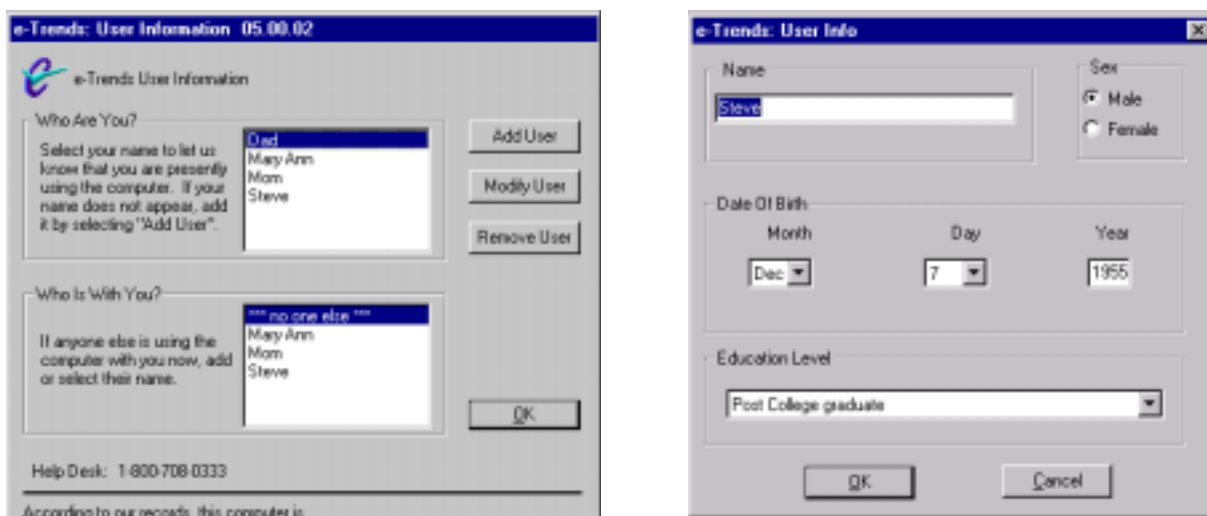 e-Trends: User Information 05.00.02
e-Trends User Information
Who Are You?
Select your name to let us
know that you are presently
using the computer. If your
name does not appear, add
it by selecting "Add User".
Dad
Mary Ann
Mom
Steve
Add User
Modify User
Remove User
Who Is With You?
If anyone else is using the
computer with you now, add
or select their name.
*** no one else ***
Mary Ann
Mom
Steve
OK
Help Desk: 1-800-708-0333
According to our records, this computer is
e-Trends: User Info
Name
Steve
Sex
Male
Female
Date Of Birth
Month
Day
Year
Dec
7
1955
Education Level
Post College graduate
OK
Cancel